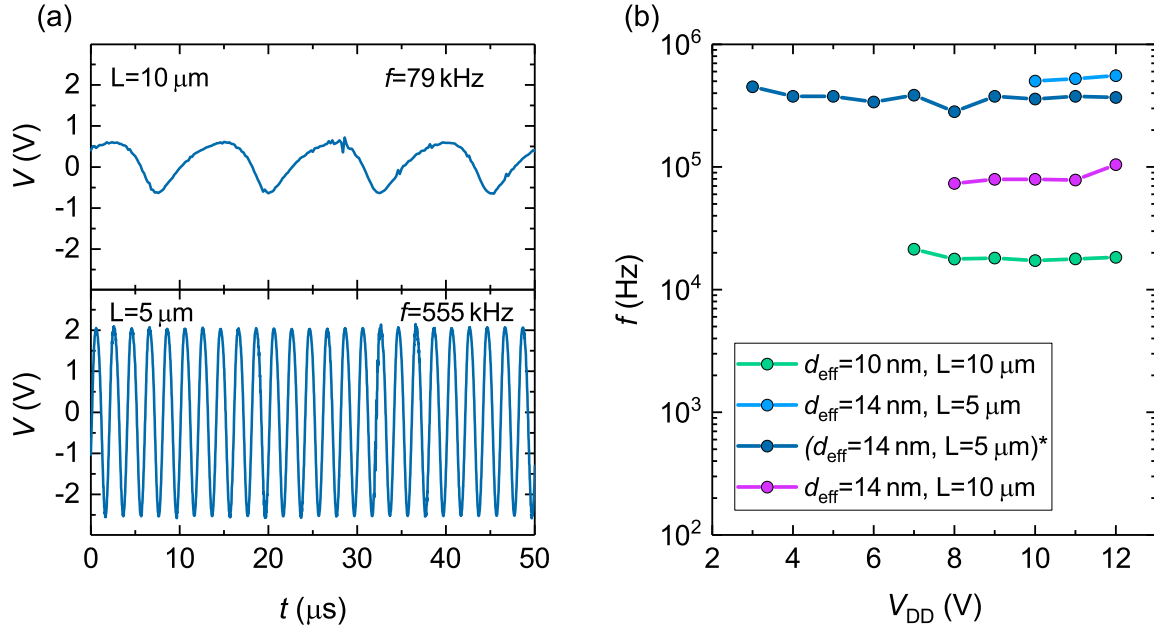 (a)
L=10 μm
f=79 kHz
2
1
0
-1
-2
V (V)
L=5 μm
f=555 kHz
2
1
0
-1
-2
V (V)
0
10
20
30
40
50
t (μs)
(b)
10^6
10^5
10^4
10^3
10^2
f (Hz)
d_eff=10 nm, L=10 μm
d_eff=14 nm, L=5 μm
(d_eff=14 nm, L=5 μm)*
d_eff=14 nm, L=10 μm
2
4
6
8
10
12
V_DD (V)